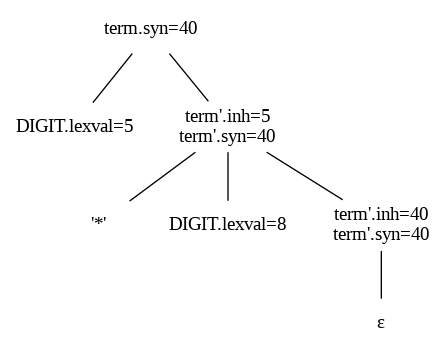 term.syn=40
DIGIT.lexval=5
term'.inh=5
term'.syn=40
'*'
DIGIT.lexval=8
term'.inh=40
term'.syn=40
ε